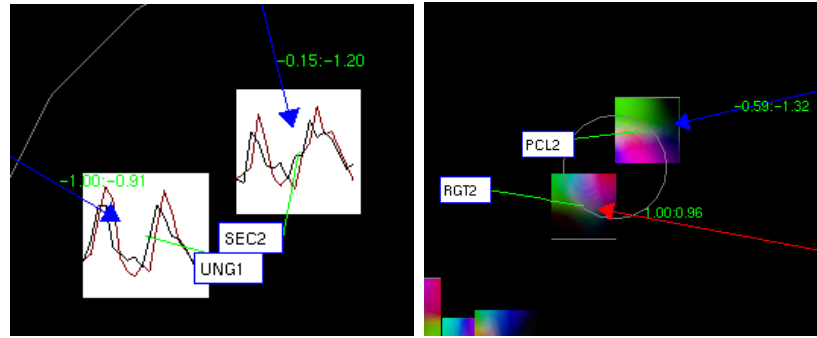 -0.15:-1.20
-1.00:-0.91
SEC2
UNG1
-0.59:-1.32
PCL2
RGT2
1.00:0.96